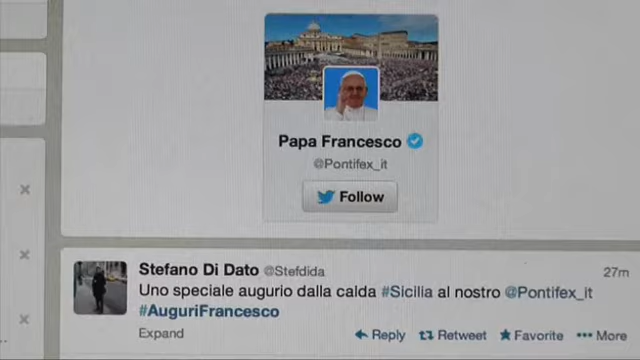 Papa Francesco
@Pontifex_it
Follow
Stefano Di Dato @Stefdida 27m
Uno speciale augurio dalla calda #Sicilia al nostro @Pontifex_it
#AuguriFrancesco
Expand Reply Retweet Favorite More